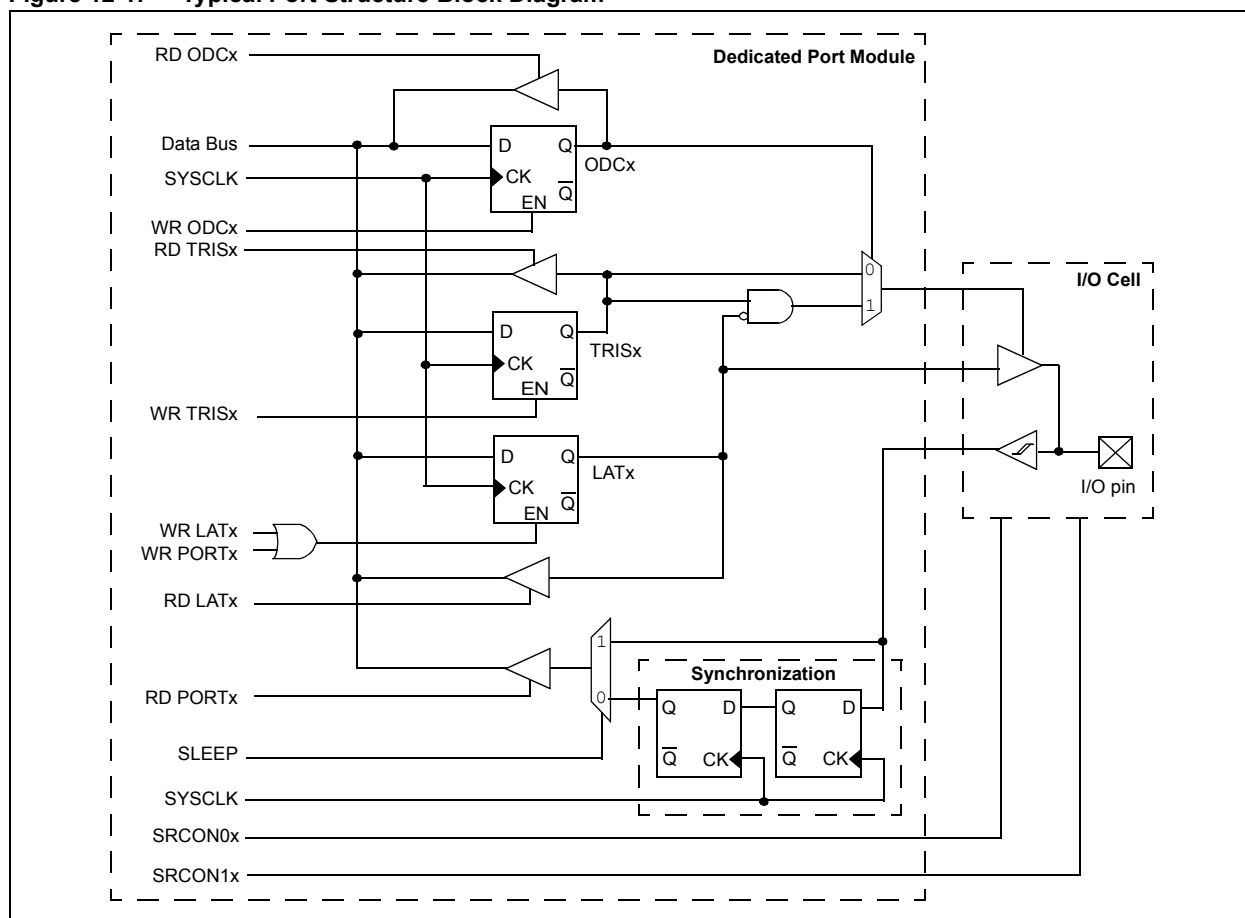 Figure 12-1: Typical Port Structure Block Diagram
RD ODCx
Dedicated Port Module
Data Bus
D Q
ODCx
SYSCLK
CK
Q
EN
WR ODCx
RD TRISx
0
1
I/O Cell
D Q
TRISx
CK
Q
EN
WR TRISx
D Q
LATx
CK
Q
EN
I/O pin
WR LATx
WR PORTx
RD LATx
1
0
Synchronization
RD PORTx
Q D Q D
Q CK Q CK
SLEEP
SYSCLK
SRCON0x
SRCON1x